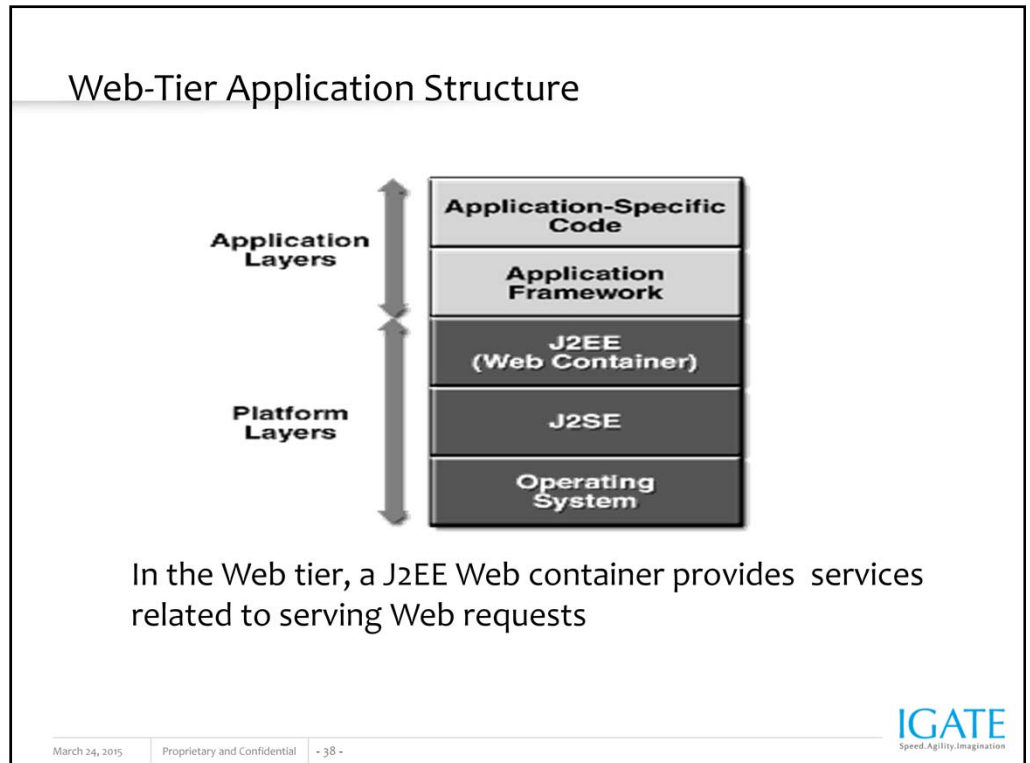 Web-Tier Application Structure
Application
Layers
Application-Specific
Code
Application
Framework
J2EE
(Web Container)
Platform
Layers
J2SE
Operating
System
In the Web tier, a J2EE Web container provides  services
related to serving Web requests
March 24, 2015
Proprietary and Confidential
- 38 -
IGATE
Speed.Agility.Imagination